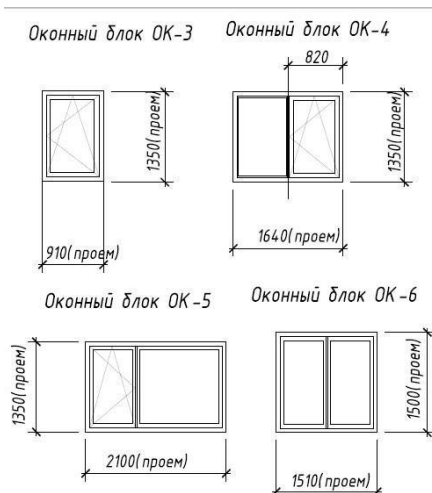 Оконный блок ОК-3
Оконный блок ОК-4
820
1350(проем)
1350(проем)
910(проем)
1640(проем)
Оконный блок ОК-5
Оконный блок ОК-6
1350(проем)
1500(проем)
2100(проем)
1510(проем)